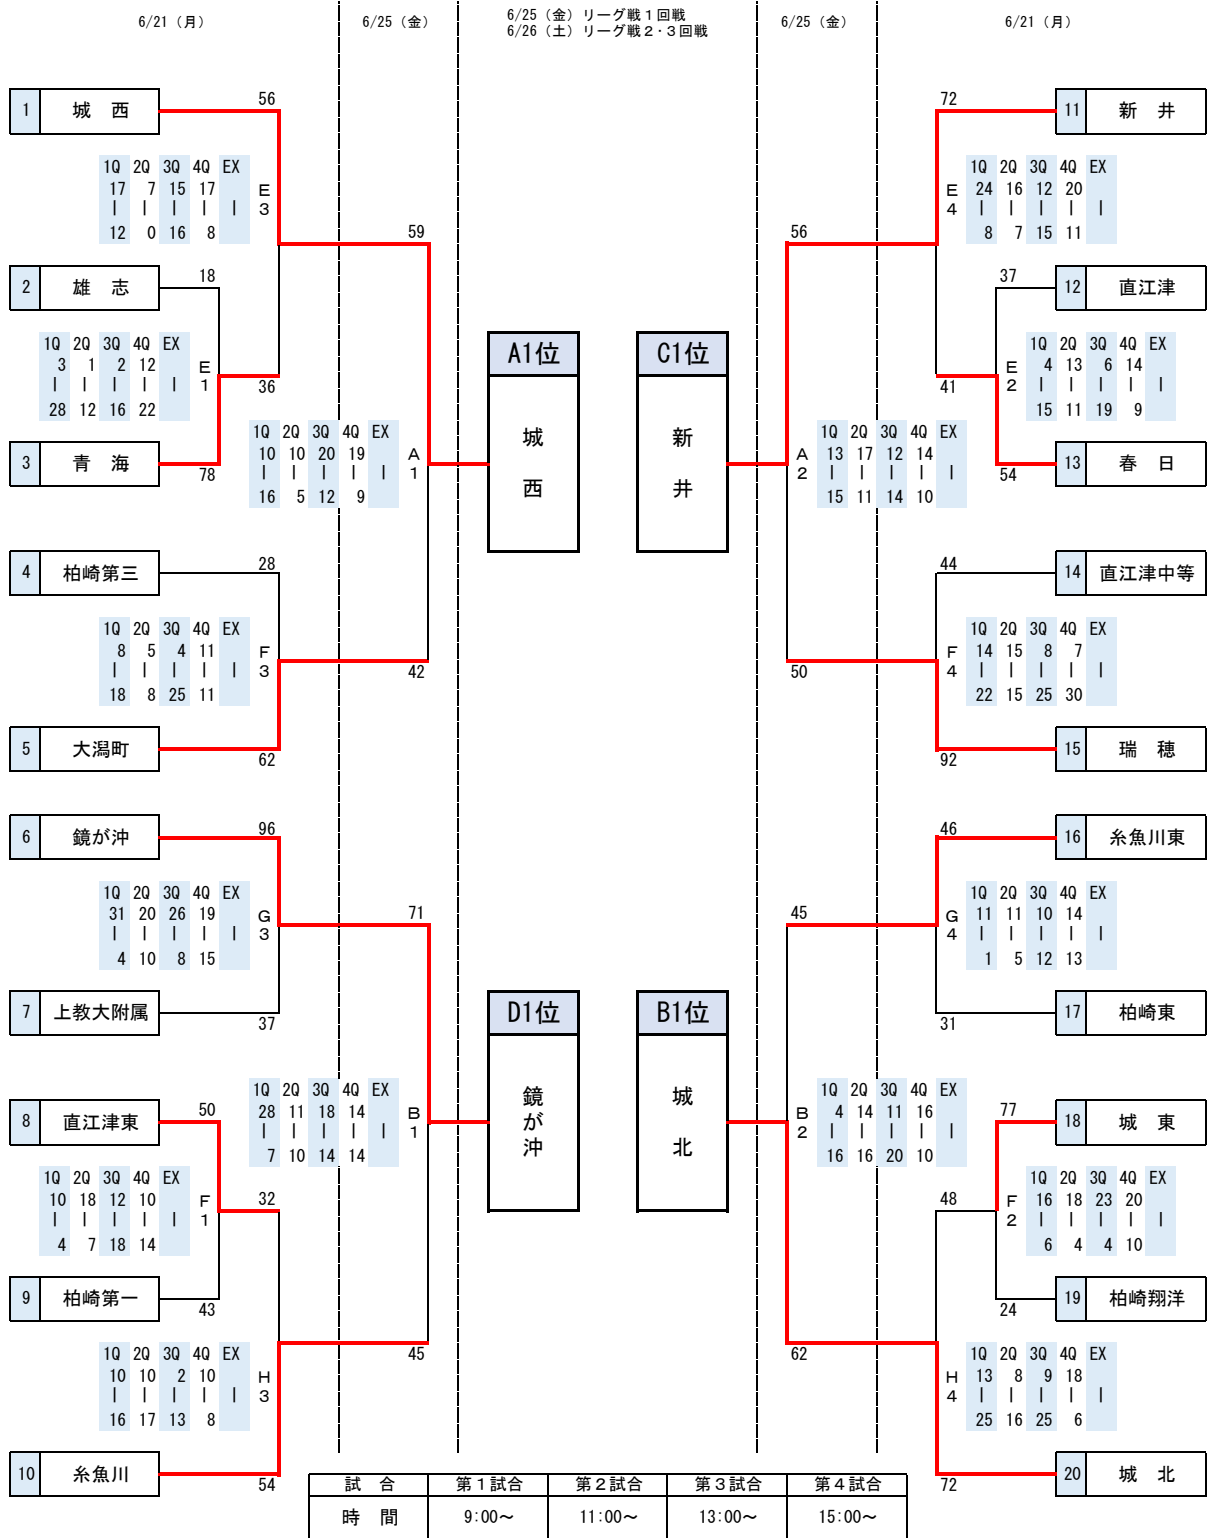 6/21（月） 6/25（金） 6/25（金）リーグ戦１回戦 6/25（金） 6/21（月）
6/26（土）リーグ戦２・３回戦
1 城　西 56
1Q 2Q 3Q 4Q EX
17 7 15 17
| | | | |
12 0 16 8
E3
2 雄　志 18
1Q 2Q 3Q 4Q EX
3 1 2 12
| | | | |
28 12 16 22
E1
36
3 青　海 78
59
1Q 2Q 3Q 4Q EX
10 10 20 19
| | | | |
16 5 12 9
A1
4 柏崎第三 28
1Q 2Q 3Q 4Q EX
8 5 4 11
| | | | |
18 8 25 11
F3
42
5 大潟町 62
A1位
城西
6 鏡が沖 96
1Q 2Q 3Q 4Q EX
31 20 26 19
| | | | |
4 10 8 15
G3
71
7 上教大附属 37
1Q 2Q 3Q 4Q EX
28 11 18 14
| | | | |
7 10 14 14
B1
8 直江津東 50
1Q 2Q 3Q 4Q EX
10 18 12 10
| | | | |
4 7 18 14
F1
32
9 柏崎第一 43
1Q 2Q 3Q 4Q EX
10 10 2 10
| | | | |
16 17 13 8
H3
45
10 糸魚川 54
D1位
鏡が沖
72 11 新　井
E4
1Q 2Q 3Q 4Q EX
24 16 12 20
| | | | |
8 7 15 11
56
37 12 直江津
E2
1Q 2Q 3Q 4Q EX
4 13 6 14
| | | | |
15 11 19 9
41
54 13 春　日
C1位
新井
A2
1Q 2Q 3Q 4Q EX
13 17 12 14
| | | | |
15 11 14 10
44 14 直江津中等
F4
1Q 2Q 3Q 4Q EX
14 15 8 7
| | | | |
22 15 25 30
50
92 15 瑞　穂
46 16 糸魚川東
G4
1Q 2Q 3Q 4Q EX
11 11 10 14
| | | | |
1 5 12 13
45
31 17 柏崎東
B1位
城北
B2
1Q 2Q 3Q 4Q EX
4 14 11 16
| | | | |
16 16 20 10
77 18 城　東
48
F2
1Q 2Q 3Q 4Q EX
16 18 23 20
| | | | |
6 4 4 10
24 19 柏崎翔洋
62
H4
1Q 2Q 3Q 4Q EX
13 8 9 18
| | | | |
25 16 25 6
72 20 城　北
試　合 第１試合 第２試合 第３試合 第４試合
時　間 9:00～ 11:00～ 13:00～ 15:00～